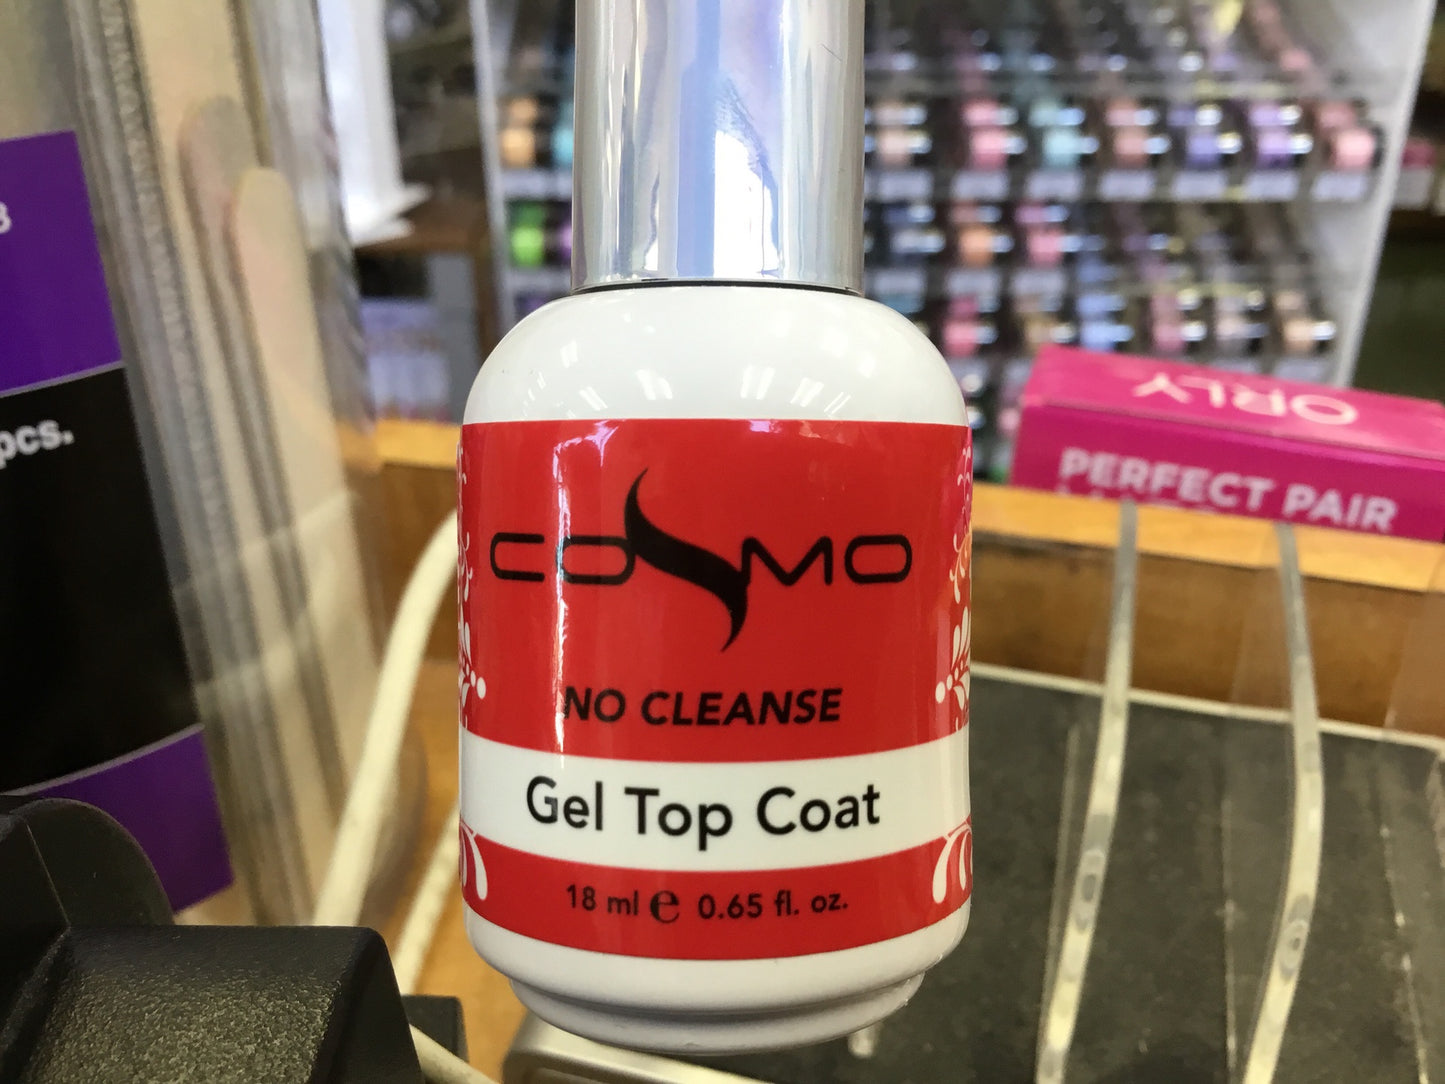 COSMO
NO CLEANSE
Gel Top Coat
18 ml e 0.65 fl. oz.
ORLY
PERFECT PAIR
pcs.